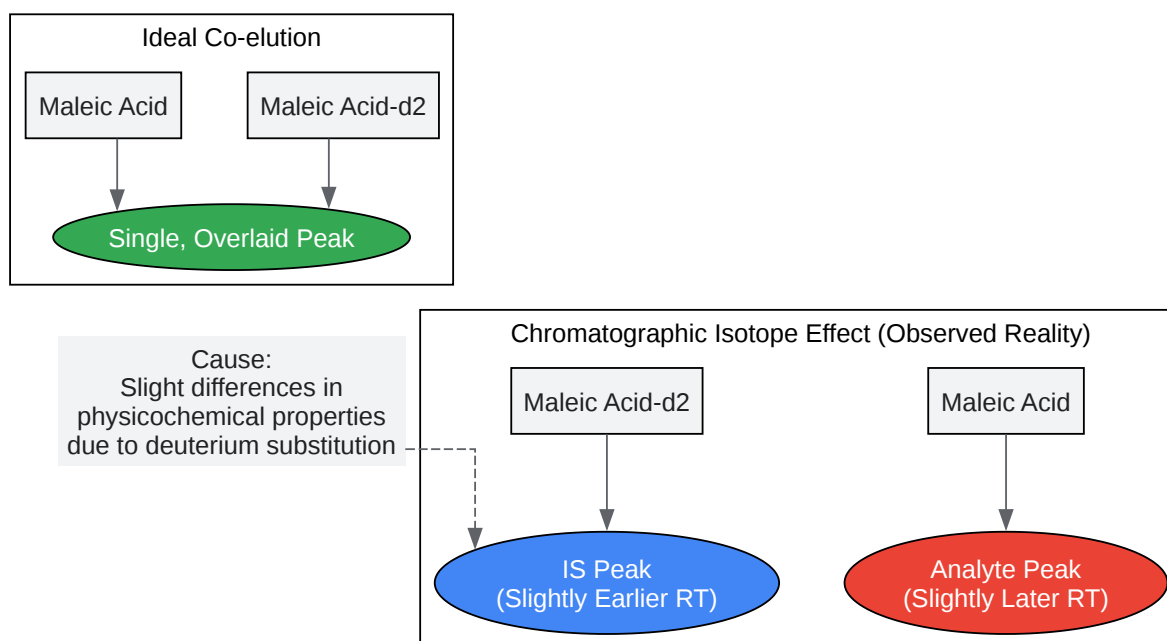 Ideal Co-elution
Maleic Acid
Maleic Acid-d2
Single, Overlaid Peak
Chromatographic Isotope Effect (Observed Reality)
Cause:
Slight differences in
physicochemical properties
due to deuterium substitution
Maleic Acid-d2
Maleic Acid
IS Peak
(Slightly Earlier RT)
Analyte Peak
(Slightly Later RT)